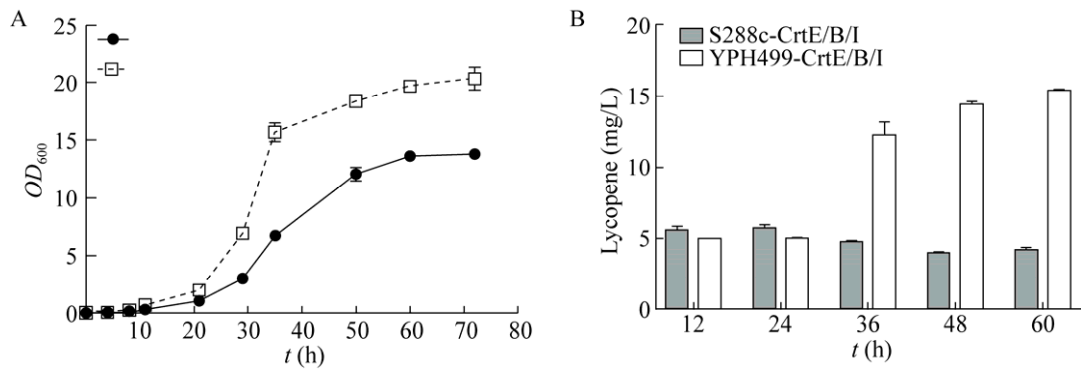 A
25
20
15
10
5
0
OD600
10 20 30 40 50 60 70 80
t (h)
B
S288c-CrtE/B/I
YPH499-CrtE/B/I
20
15
10
5
0
Lycopene (mg/L)
12 24 36 48 60
t (h)